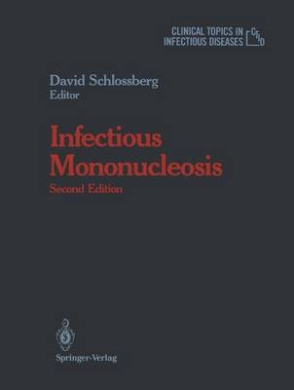 CLINICAL TOPICS IN
INFECTIOUS DISEASES
David Schlossberg
Editor
Infectious
Mononucleosis
Second Edition
Springer-Verlag